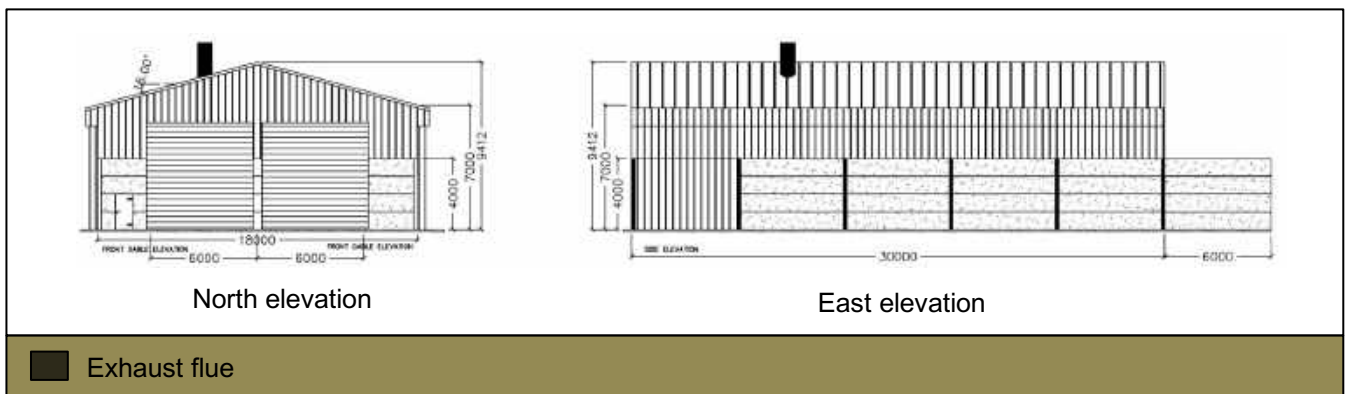 16.00°
9412
7000
4000
18000
FRONT GABLE ELEVATION
FRONT GABLE ELEVATION
6000
6000
North elevation
9412
7000
4000
SIDE ELEVATION
30000
6000
East elevation
Exhaust flue